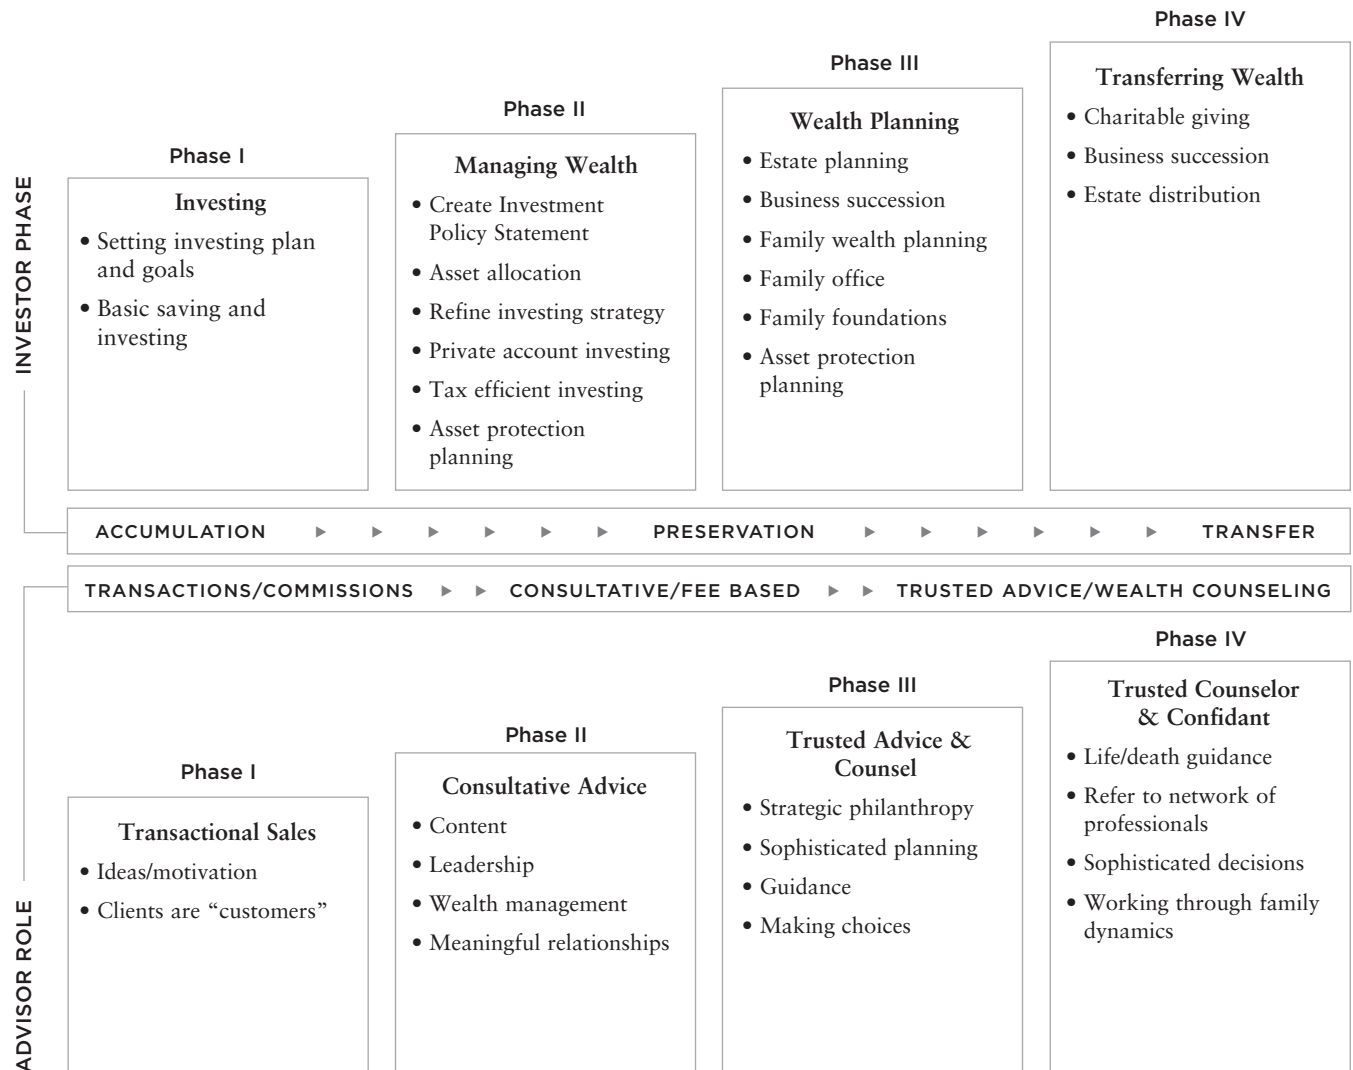 INVESTOR PHASE
Phase I
Investing
• Setting investing plan
and goals
• Basic saving and
investing
Phase II
Managing Wealth
• Create Investment
Policy Statement
• Asset allocation
• Refine investing strategy
• Private account investing
• Tax efficient investing
• Asset protection
planning
Phase III
Wealth Planning
• Estate planning
• Business succession
• Family wealth planning
• Family office
• Family foundations
• Asset protection
planning
Phase IV
Transferring Wealth
• Charitable giving
• Business succession
• Estate distribution
ACCUMULATION PRESERVATION TRANSFER
TRANSACTIONS/COMMISSIONS CONSULTATIVE/FEE BASED TRUSTED ADVICE/WEALTH COUNSELING
ADVISOR ROLE
Phase I
Transactional Sales
• Ideas/motivation
• Clients are “customers”
Phase II
Consultative Advice
• Content
• Leadership
• Wealth management
• Meaningful relationships
Phase III
Trusted Advice &
Counsel
• Strategic philanthropy
• Sophisticated planning
• Guidance
• Making choices
Phase IV
Trusted Counselor
& Confidant
• Life/death guidance
• Refer to network of
professionals
• Sophisticated decisions
• Working through family
dynamics